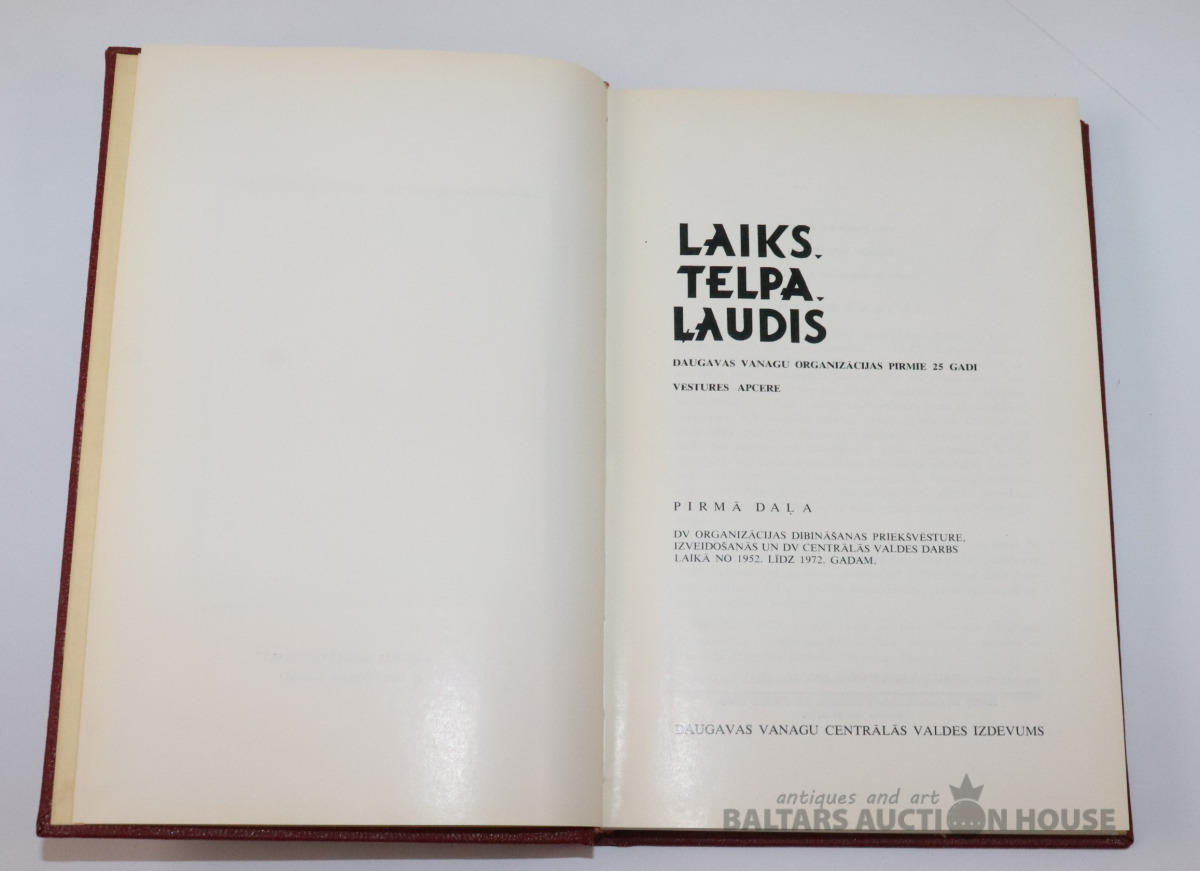 LAIKS,
TELPA,
ĻAUDIS
DAUGAVAS VANAGU ORGANIZĀCIJAS PIRMIE 25 GADI
VĒSTURES APCERE
PIRMĀ DAĻA
DV ORGANIZĀCIJAS DIBINĀŠANAS PRIEKŠVĒSTURE,
IZVEIDOŠANĀS UN DV CENTRĀLĀS VALDES DARBS
LAIKĀ NO 1952. LĪDZ 1972. GADAM.
DAUGAVAS VANAGU CENTRĀLĀS VALDES IZDEVUMS
antiques and art
BALTARS AUCTION HOUSE